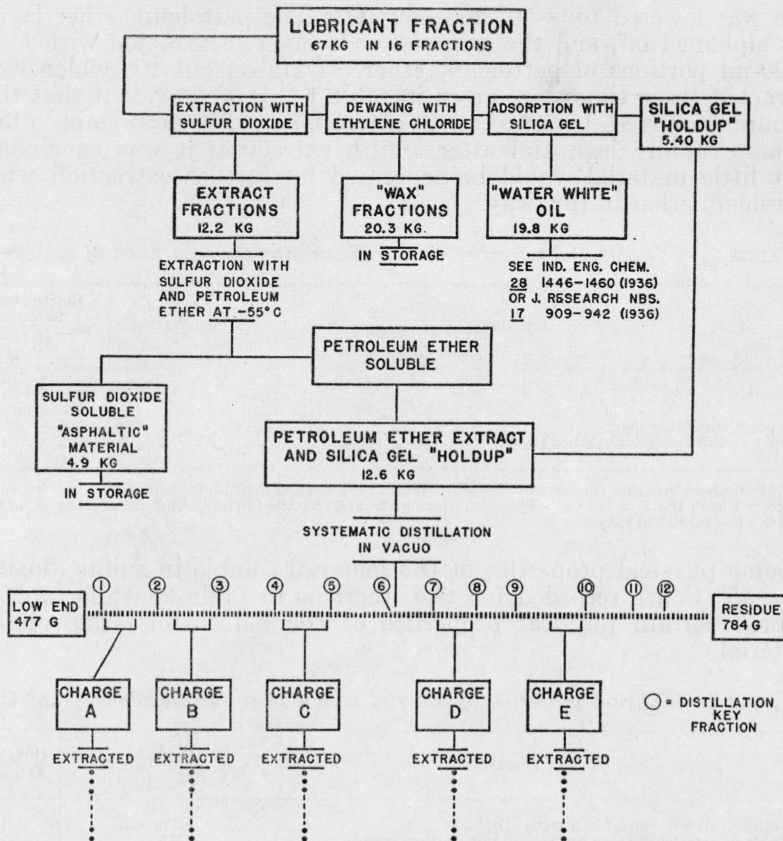 LUBRICANT FRACTION
67 KG IN 16 FRACTIONS
EXTRACTION WITH
SULFUR DIOXIDE
DEWAXING WITH
ETHYLENE CHLORIDE
ADSORPTION WITH
SILICA GEL
SILICA GEL
"HOLDUP"
5.40 KG
EXTRACT
FRACTIONS
12.2 KG
"WAX"
FRACTIONS
20.3 KG.
"WATER WHITE"
OIL
19.8 KG
IN STORAGE
EXTRACTION WITH
SULFUR DIOXIDE
AND PETROLEUM
ETHER AT -55°C
SEE IND. ENG. CHEM.
28 1446-1460 (1936)
OR J. RESEARCH NBS.
17 909-942 (1936)
PETROLEUM ETHER
SOLUBLE
SULFUR DIOXIDE
SOLUBLE
"ASPHALTIC"
MATERIAL
4.9 KG
IN STORAGE
PETROLEUM ETHER EXTRACT
AND SILICA GEL "HOLDUP"
12.6 KG
SYSTEMATIC DISTILLATION
IN VACUO
1 2 3 4 5 6 7 8 9 10 11 12
LOW END
477 G
RESIDUE
784 G
CHARGE
A
CHARGE
B
CHARGE
C
CHARGE
D
CHARGE
E
= DISTILLATION
KEY
FRACTION
EXTRACTED EXTRACTED EXTRACTED EXTRACTED EXTRACTED